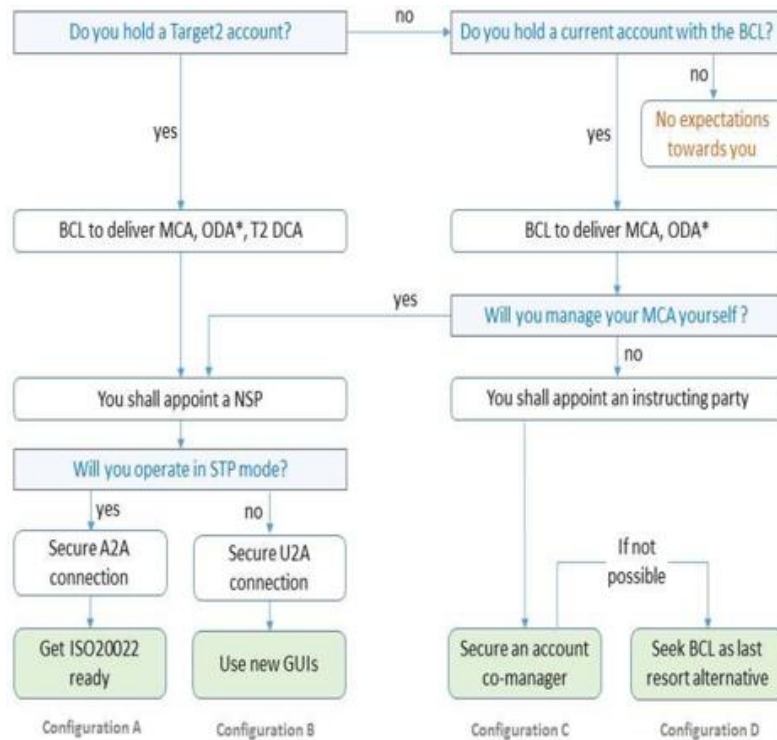 Do you hold a Target2 account?
no
Do you hold a current account with the BCL?
no
yes
yes
No expectations
towards you
BCL to deliver MCA, ODA*, T2 DCA
BCL to deliver MCA, ODA*
yes
Will you manage your MCA yourself ?
no
You shall appoint a NSP
You shall appoint an instructing party
Will you operate in STP mode?
yes
no
Secure A2A
connection
Secure U2A
connection
If not
possible
Get ISO20022
ready
Use new GUIs
Secure an account
co-manager
Seek BCL as last
resort alternative
Configuration A
Configuration B
Configuration C
Configuration D